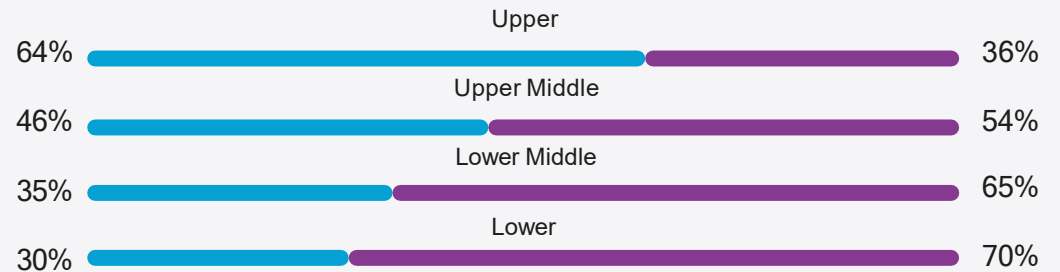 Upper
64% 36%
Upper Middle
46% 54%
Lower Middle
35% 65%
Lower
30% 70%